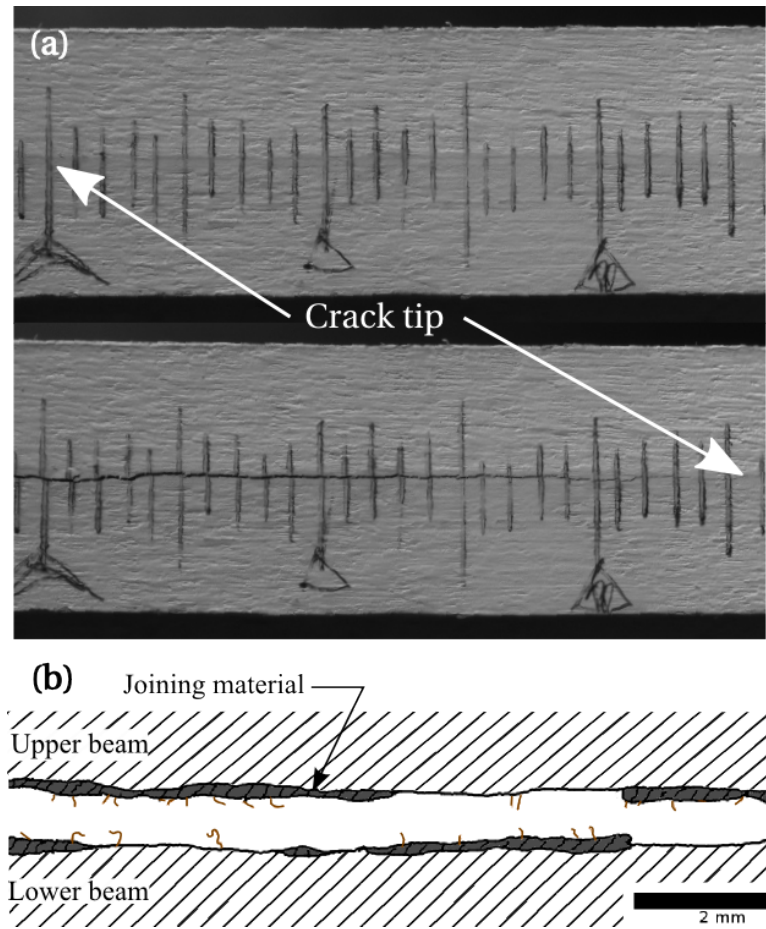 (a)
Crack tip
(b)
Joining material
Upper beam
Lower beam
2 mm